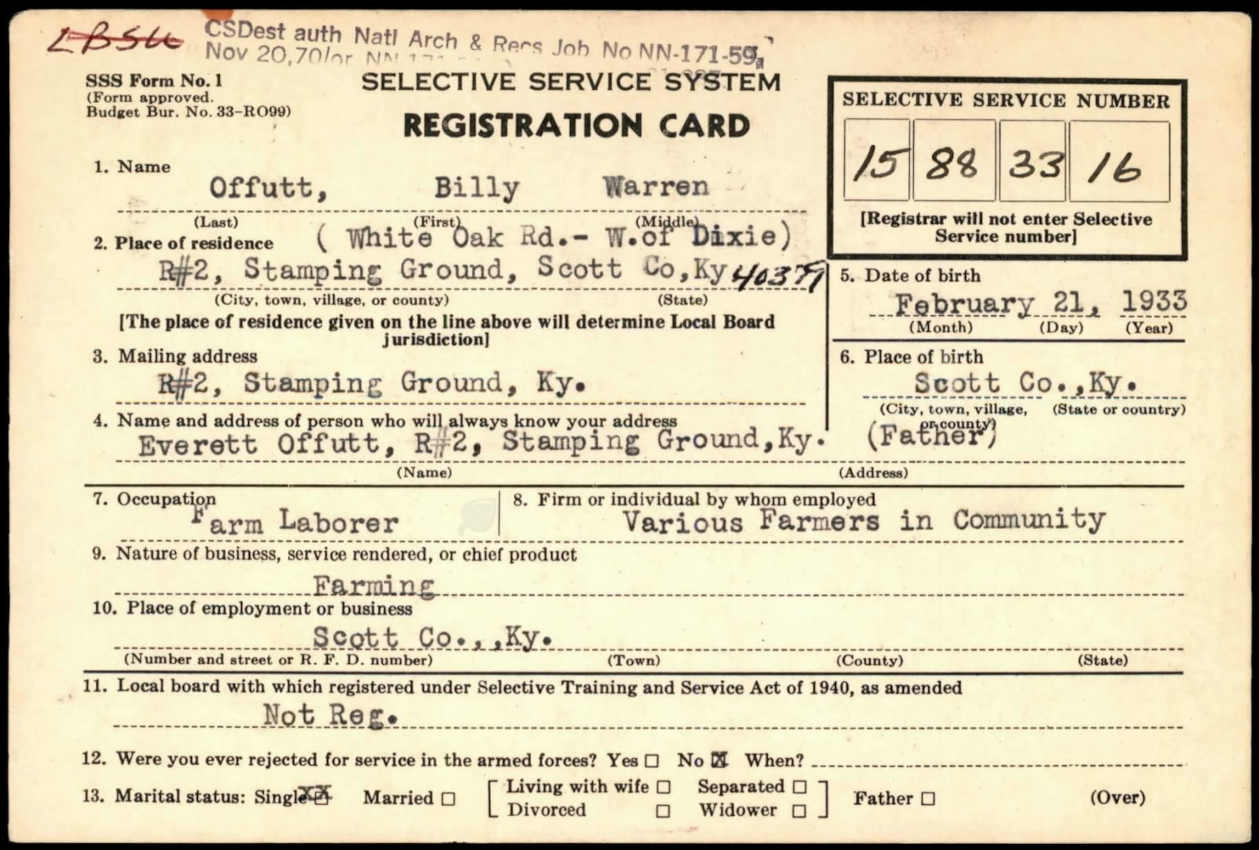 LBSU CSDest auth Natl Arch & Recs Job No NN-171-59,
Nov 20,70/or NN
SSS Form No. 1
(Form approved.
Budget Bur. No. 33-RO99)
SELECTIVE SERVICE SYSTEM
REGISTRATION CARD
SELECTIVE SERVICE NUMBER
15 88 33 16
[Registrar will not enter Selective
Service number]
1. Name
Offutt, Billy Warren
(Last) (First) (Middle)
2. Place of residence ( White Oak Rd.- W.of Dixie)
R#2, Stamping Ground, Scott Co,Ky 40379
(City, town, village, or county) (State)
[The place of residence given on the line above will determine Local Board
jurisdiction]
5. Date of birth
February 21, 1933
(Month) (Day) (Year)
3. Mailing address
R#2, Stamping Ground, Ky.
6. Place of birth
Scott Co.,Ky.
(City, town, village, (State or country)
or county)
4. Name and address of person who will always know your address
Everett Offutt, R#2, Stamping Ground,Ky. (Father)
(Name) (Address)
7. Occupation
Farm Laborer
8. Firm or individual by whom employed
Various Farmers in Community
9. Nature of business, service rendered, or chief product
Farming
10. Place of employment or business
Scott Co.,,Ky.
(Number and street or R. F. D. number) (Town) (County) (State)
11. Local board with which registered under Selective Training and Service Act of 1940, as amended
Not Reg.
12. Were you ever rejected for service in the armed forces? Yes ☐ No ☒ When?
13. Marital status: Single ☒ Married ☐ [ Living with wife ☐ Separated ☐ ] Father ☐ (Over)
Divorced ☐ Widower ☐